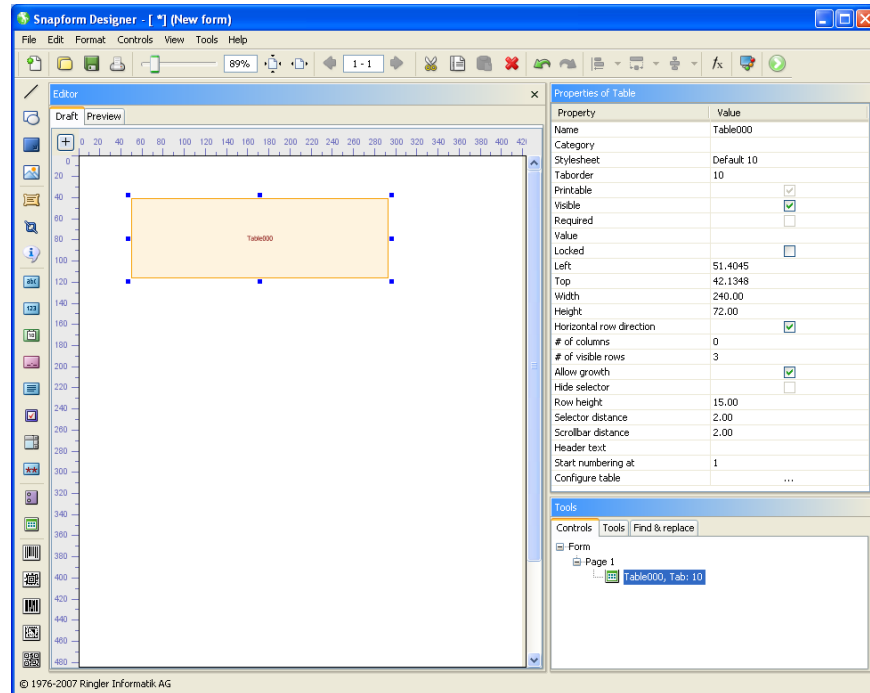 Snapform Designer - [ *] (New form)
File Edit Format Controls View Tools Help
89% 1 - 1 fx
Editor
Draft Preview
0 20 40 60 80 100 120 140 160 180 200 220 240 260 280 300 320 340 360 380 400 42
0
20
40
60
80
100
120
140
160
180
200
220
240
260
280
300
320
340
360
380
400
420
440
460
480
Table000
abc
123
Properties of Table
Property Value
Name Table000
Category
Stylesheet Default 10
Taborder 10
Printable
Visible
Required
Value
Locked
Left 51.4045
Top 42.1348
Width 240.00
Height 72.00
Horizontal row direction
# of columns 0
# of visible rows 3
Allow growth
Hide selector
Row height 15.00
Selector distance 2.00
Scrollbar distance 2.00
Header text
Start numbering at 1
Configure table ...
Tools
Controls Tools Find & replace
Form
Page 1
Table000, Tab: 10
© 1976-2007 Ringler Informatik AG